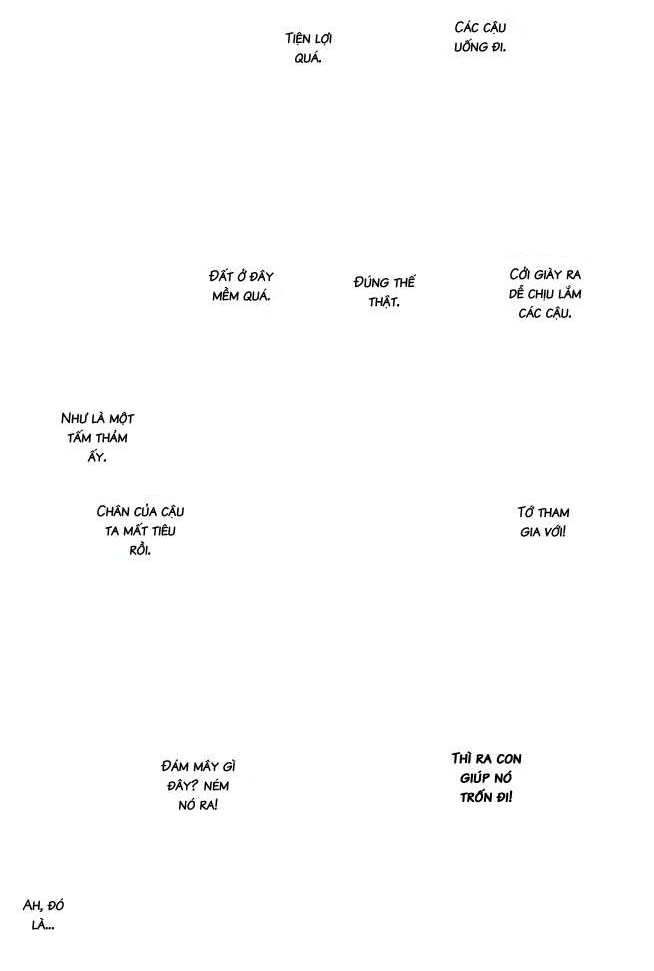 CÁC CẬU
UỐNG ĐI.
TIỆN LỢI
QUÁ.
CỞI GIÀY RA
DỄ CHỊU LẮM
CÁC CẬU.
ĐÚNG THẾ
THẬT.
ĐẤT Ở ĐÂY
MỀM QUÁ.
NHƯ LÀ MỘT
TẤM THẢM
ẤY.
TỚ THAM
GIA VỚI!
CHÂN CỦA CẬU
TA MẤT TIÊU
RỒI.
THÌ RA CON
GIÚP NÓ
TRỐN ĐI!
ĐÁM MÂY GÌ
ĐÂY? NÉM
NÓ RA!
AH, ĐÓ
LÀ...